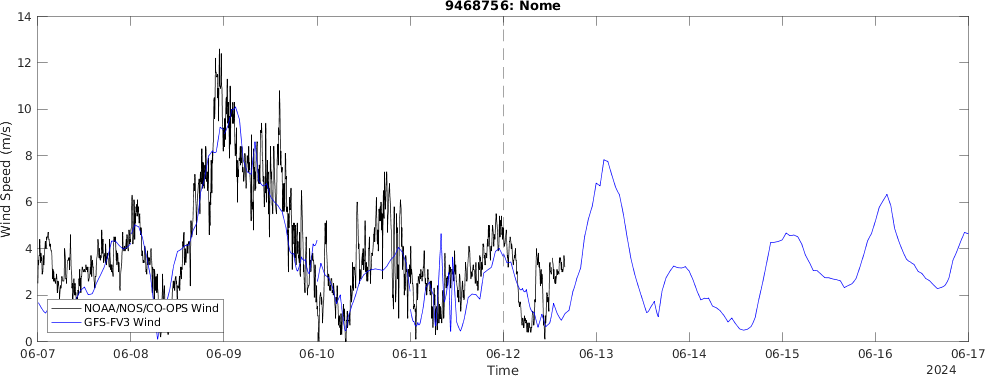 9468756: Nome
Wind Speed (m/s)
14
12
10
8
6
4
2
0
NOAA/NOS/CO-OPS Wind
GFS-FV3 Wind
06-07 06-08 06-09 06-10 06-11 06-12 06-13 06-14 06-15 06-16 06-17
Time
2024